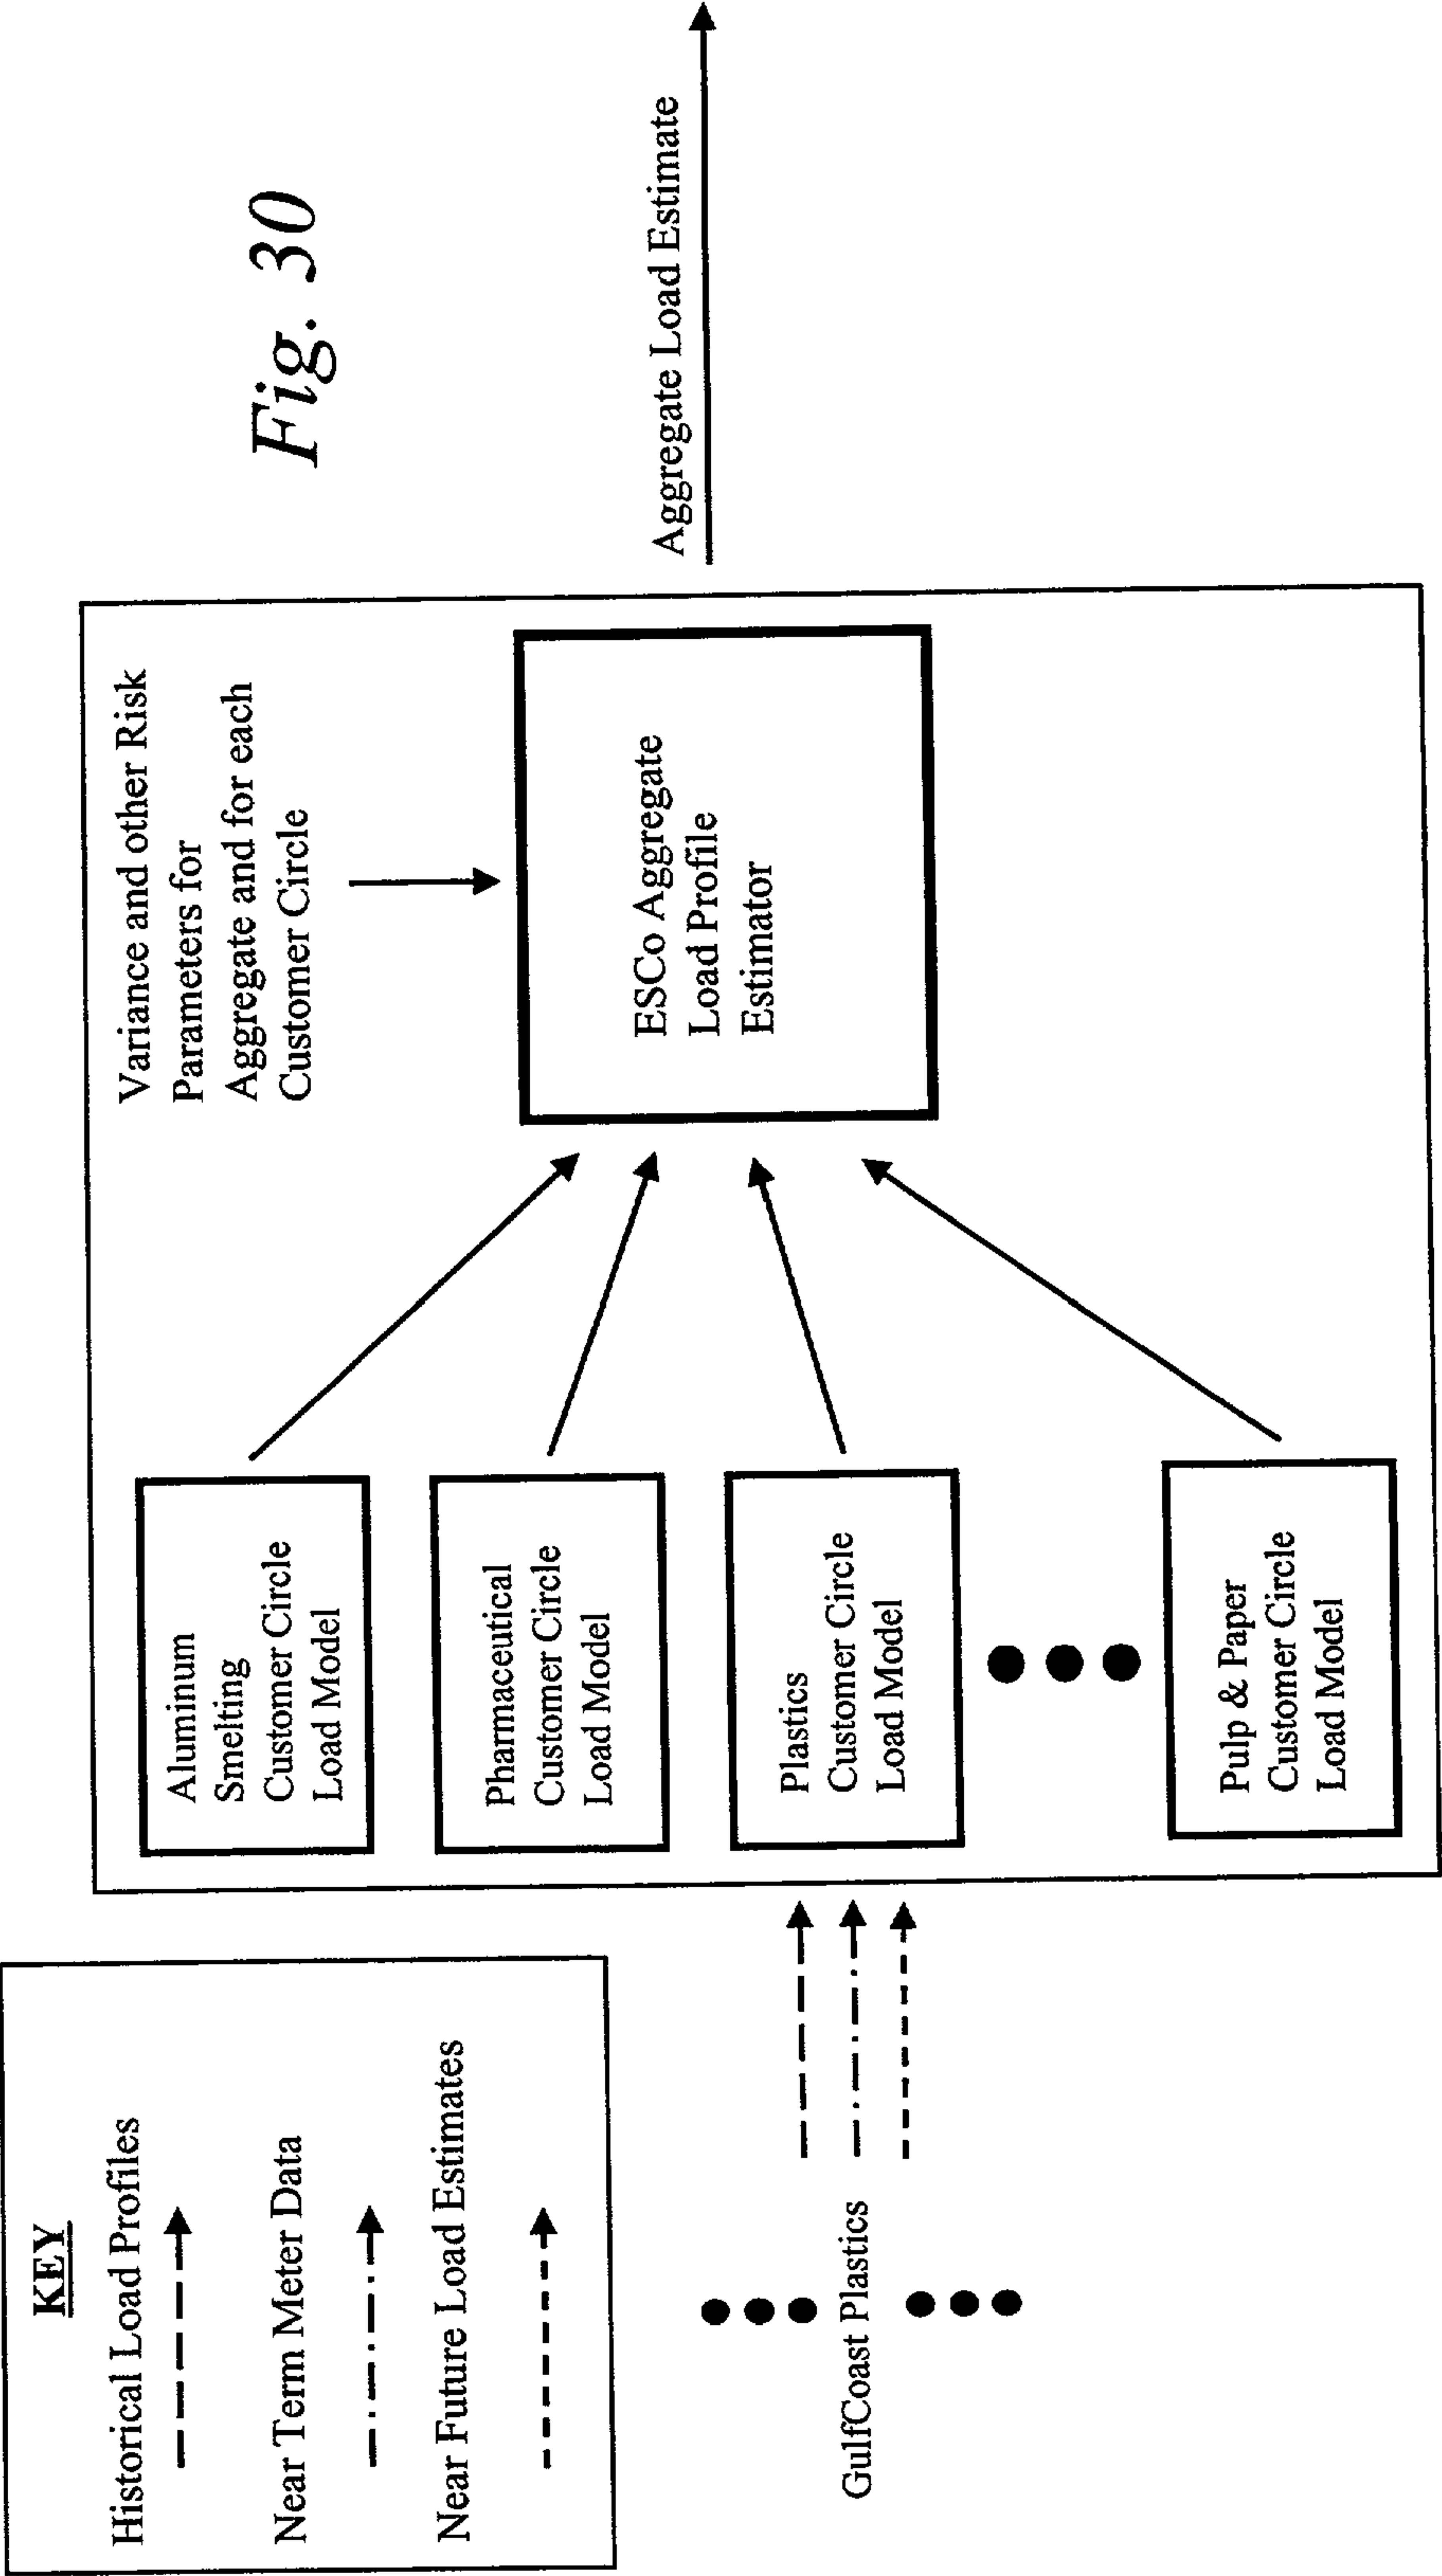 Fig. 30
KEY
Historical Load Profiles
Near Term Meter Data
Near Future Load Estimates
GulfCoast Plastics
Aluminum
Smelting
Customer Circle
Load Model
Pharmaceutical
Customer Circle
Load Model
Plastics
Customer Circle
Load Model
Pulp & Paper
Customer Circle
Load Model
Variance and other Risk
Parameters for
Aggregate and for each
Customer Circle
ESCo Aggregate
Load Profile
Estimator
Aggregate Load Estimate